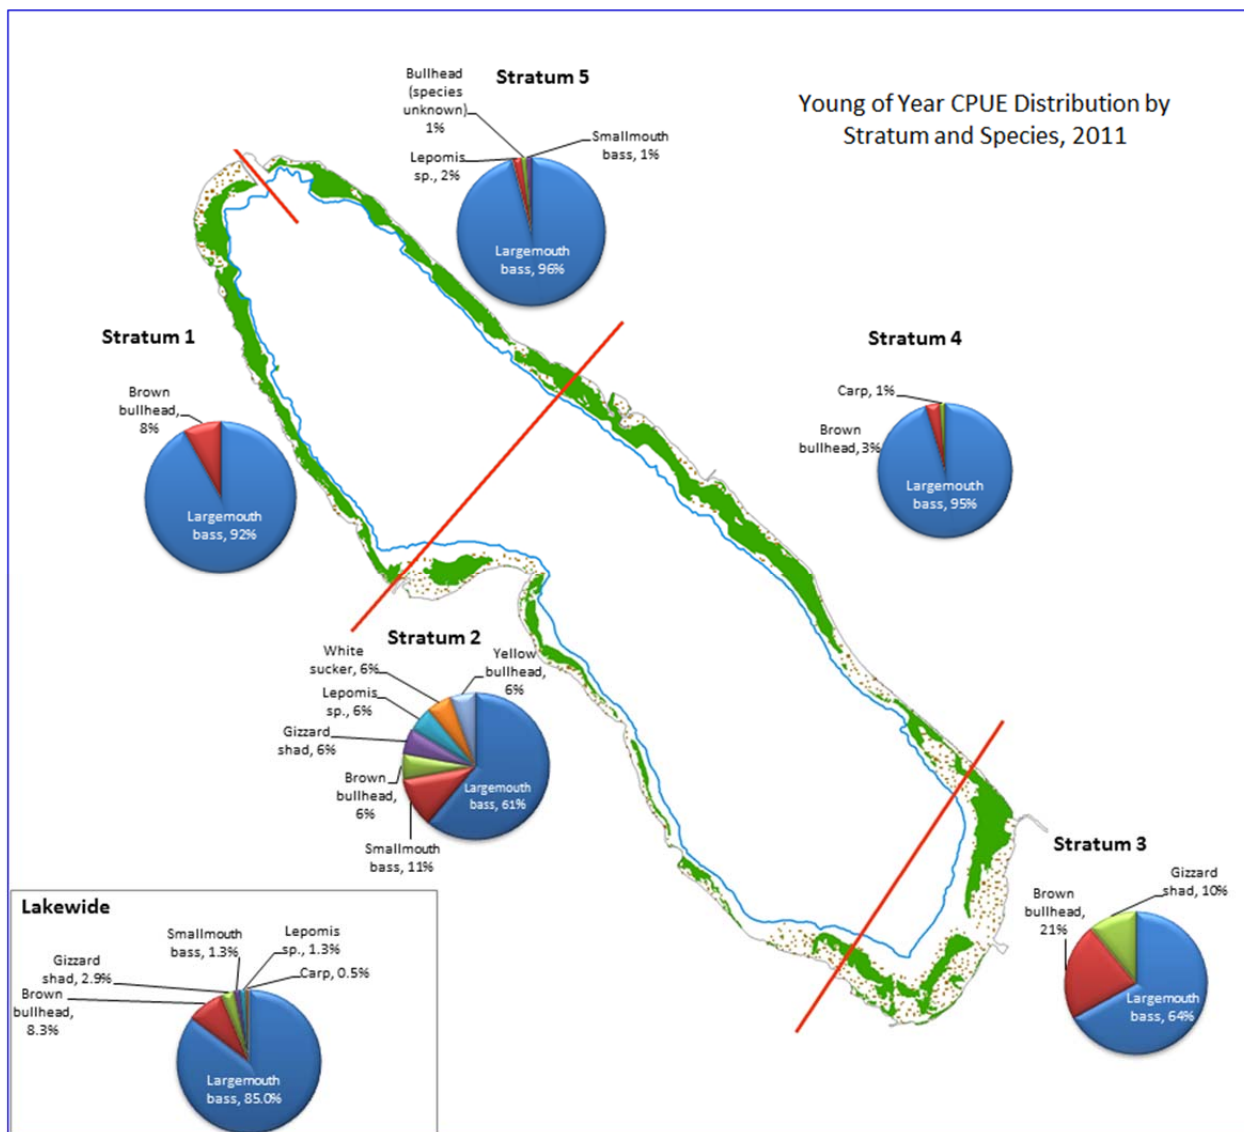 Young of Year CPUE Distribution by
Stratum and Species, 2011
Stratum 5
Bullhead
(species
unknown)
1%
Lepomis
sp., 2%
Smallmouth
bass, 1%
Largemouth
bass, 96%
Stratum 1
Brown
bullhead,
8%
Largemouth
bass, 92%
Stratum 4
Carp, 1%
Brown
bullhead, 3%
Largemouth
bass, 95%
Stratum 2
White
sucker, 6%
Yellow
bullhead,
6%
Lepomis
sp., 6%
Gizzard
shad, 6%
Brown
bullhead,
6%
Smallmouth
bass, 11%
Largemouth
bass, 61%
Stratum 3
Gizzard
shad, 10%
Brown
bullhead,
21%
Largemouth
bass, 64%
Lakewide
Smallmouth
bass, 1.3%
Lepomis
sp., 1.3%
Gizzard
shad, 2.9%
Carp, 0.5%
Brown
bullhead,
8.3%
Largemouth
bass, 85.0%